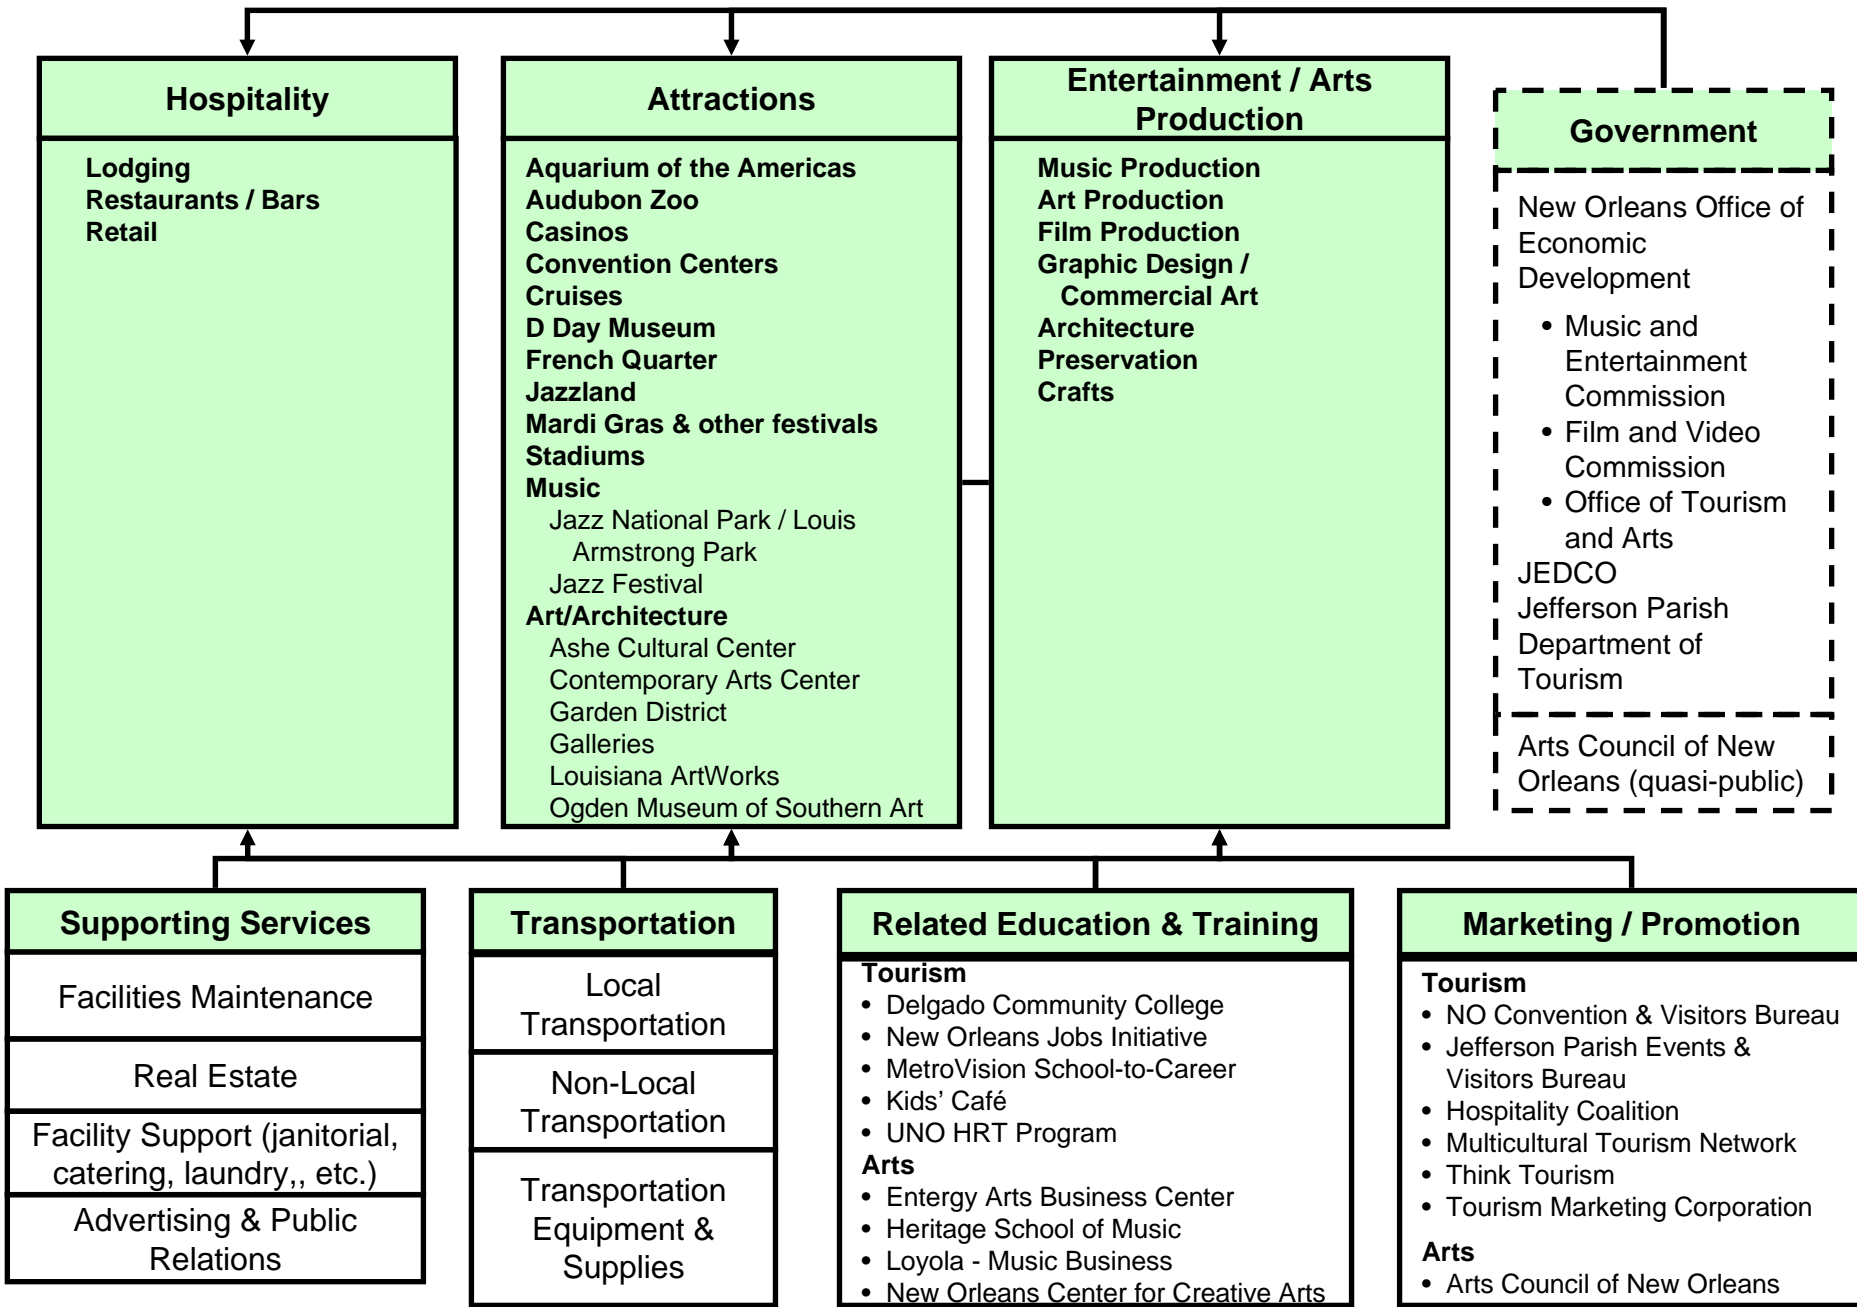 Hospitality
Lodging
Restaurants / Bars
Retail
Attractions
Aquarium of the Americas
Audubon Zoo
Casinos
Convention Centers
Cruises
D Day Museum
French Quarter
Jazzland
Mardi Gras & other festivals
Stadiums
Music
Jazz National Park / Louis
Armstrong Park
Jazz Festival
Art/Architecture
Ashe Cultural Center
Contemporary Arts Center
Garden District
Galleries
Louisiana ArtWorks
Ogden Museum of Southern Art
Entertainment / Arts
Production
Music Production
Art Production
Film Production
Graphic Design /
Commercial Art
Architecture
Preservation
Crafts
Government
New Orleans Office of
Economic
Development
• Music and
Entertainment
Commission
• Film and Video
Commission
• Office of Tourism
and Arts
JEDCO
Jefferson Parish
Department of
Tourism
Arts Council of New
Orleans (quasi-public)
Supporting Services
Facilities Maintenance
Real Estate
Facility Support (janitorial,
catering, laundry,, etc.)
Advertising & Public
Relations
Transportation
Local
Transportation
Non-Local
Transportation
Transportation
Equipment &
Supplies
Related Education & Training
Tourism
• Delgado Community College
• New Orleans Jobs Initiative
• MetroVision School-to-Career
• Kids' Café
• UNO HRT Program
Arts
• Entergy Arts Business Center
• Heritage School of Music
• Loyola - Music Business
• New Orleans Center for Creative Arts
Marketing / Promotion
Tourism
• NO Convention & Visitors Bureau
• Jefferson Parish Events &
Visitors Bureau
• Hospitality Coalition
• Multicultural Tourism Network
• Think Tourism
• Tourism Marketing Corporation
Arts
• Arts Council of New Orleans